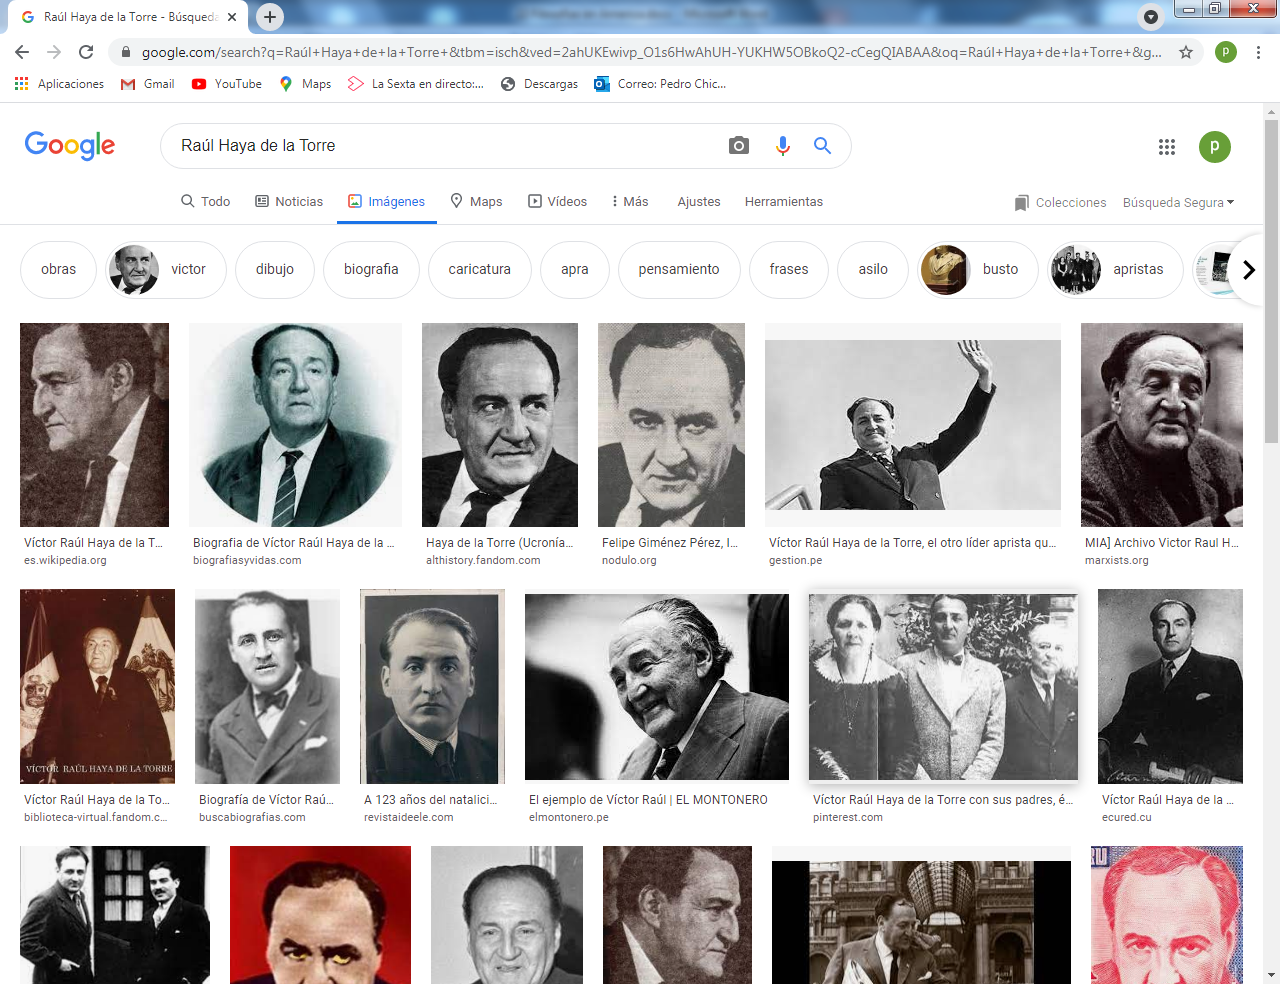 Raúl Haya de la Torre - Búsqueda
google.com/search?q=Raúl+Haya+de+la+Torre+&tbm=isch&ved=2ahUKEwivp_O1s6HwAhUH-YUKHW5OBkoQ2-cCegQIABAA&oq=Raúl+Haya+de+la+Torre+&g...
p
Aplicaciones Gmail YouTube Maps La Sexta en directo:... Descargas Correo: Pedro Chic...
Google Raúl Haya de la Torre p
Todo Noticias Imágenes Maps Vídeos Más Ajustes Herramientas Colecciones Búsqueda Segura
obras victor dibujo biografia caricatura apra pensamiento frases asilo busto apristas
Víctor Raúl Haya de la T... Biografia de Víctor Raúl Haya de la ... Haya de la Torre (Ucronía... Felipe Giménez Pérez, I... Víctor Raúl Haya de la Torre, el otro líder aprista qu... MIA] Archivo Victor Raul H...
es.wikipedia.org biografiasyvidas.com althistory.fandom.com nodulo.org gestion.pe marxists.org
VÍCTOR RAÚL HAYA DE LA TORRE
Víctor Raúl Haya de la To... Biografía de Víctor Raú... A 123 años del natalici... El ejemplo de Víctor Raúl | EL MONTONERO Víctor Raúl Haya de la Torre con sus padres, é... Víctor Raúl Haya de la ...
biblioteca-virtual.fandom.c... buscabiografias.com revistaideele.com elmontonero.pe pinterest.com ecured.cu